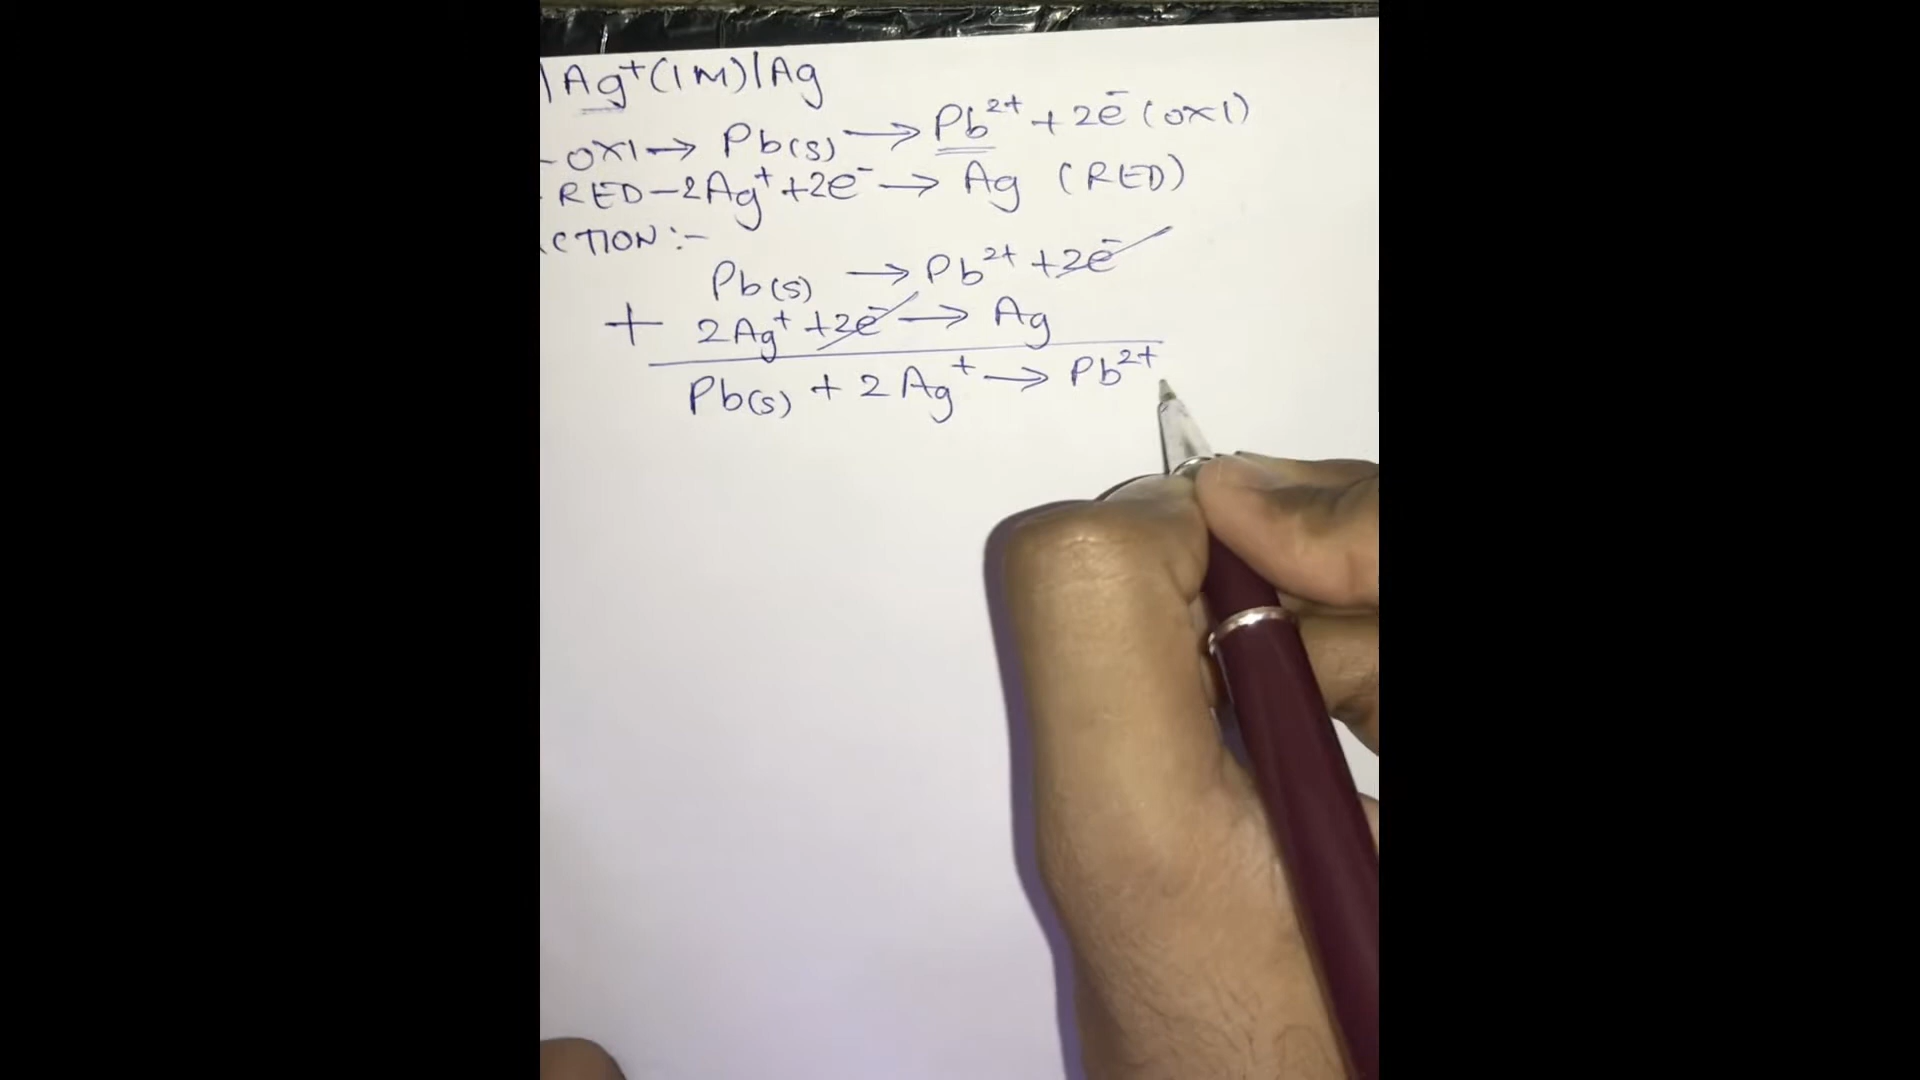 |Ag⁺(1M)|Ag
-OXI→ Pb(s) → Pb²⁺ + 2e⁻ (OXI)
RED-2Ag⁺ +2e⁻ → Ag (RED)
CTION :-
Pb(s) → Pb²⁺ +2e⁻
+ 2Ag⁺ +2e⁻ → Ag
Pb(s) + 2Ag⁺ → Pb²⁺